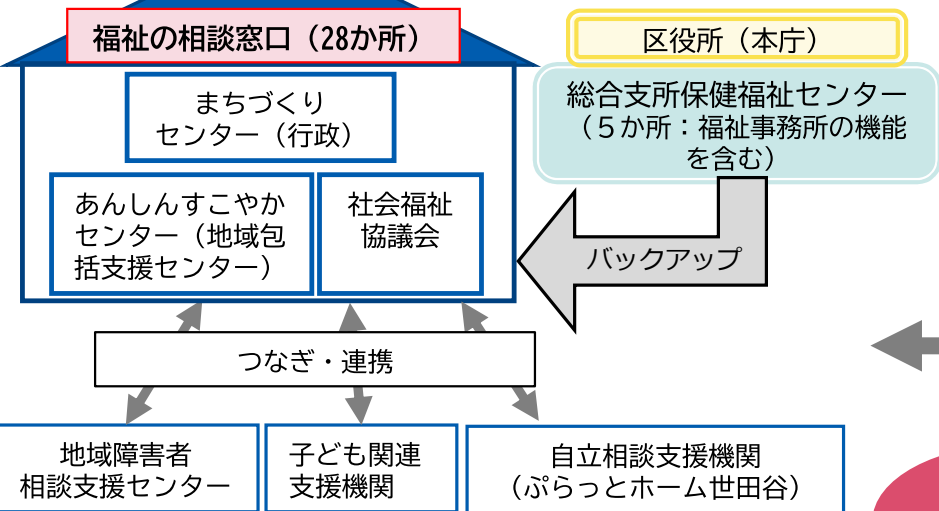 福祉の相談窓口（28か所）
まちづくり
センター（行政）
あんしんすこやか
センター（地域包
括支援センター）
社会福祉
協議会
区役所（本庁）
総合支所保健福祉センター
（５か所：福祉事務所の機能
を含む）
バックアップ
つなぎ・連携
地域障害者
相談支援センター
子ども関連
支援機関
自立相談支援機関
（ぷらっとホーム世田谷）